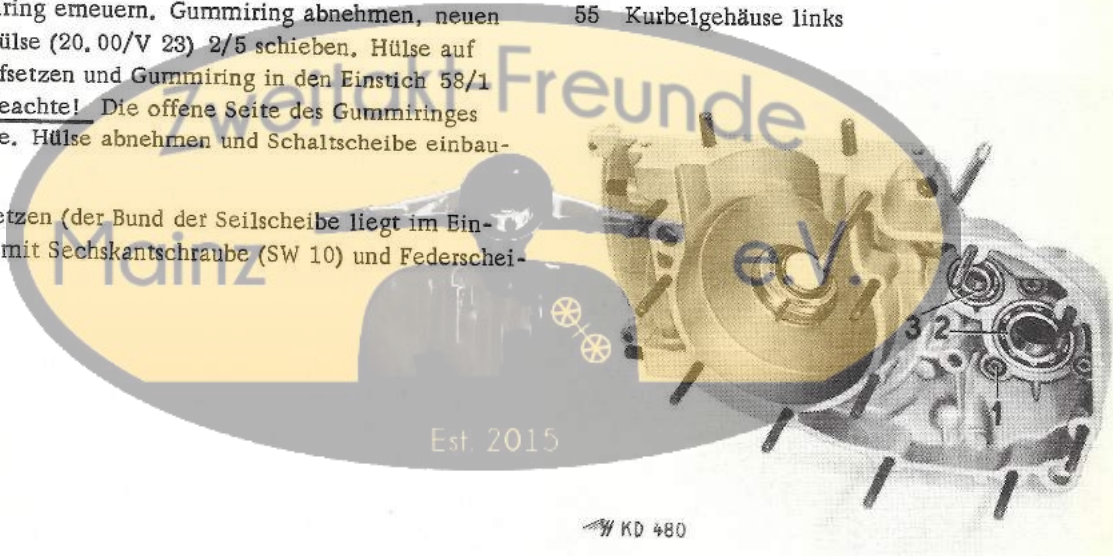 ring erneuern. Gummiring abnehmen, neuen
ülse (20.00/V 23) 2/5 schieben. Hülse auf
fsetzen und Gummiring in den Einstich 58/1
eachte! Die offene Seite des Gummiringes
e. Hülse abnehmen und Schaltscheibe einbau-
etzen (der Bund der Seilscheibe liegt im Ein-
mit Sechskantschraube (SW 10) und Federschei-
55 Kurbelgehäuse links
Zweitakt-Freunde
Mainz e.V.
Est. 2015
3 2
1
KD 480